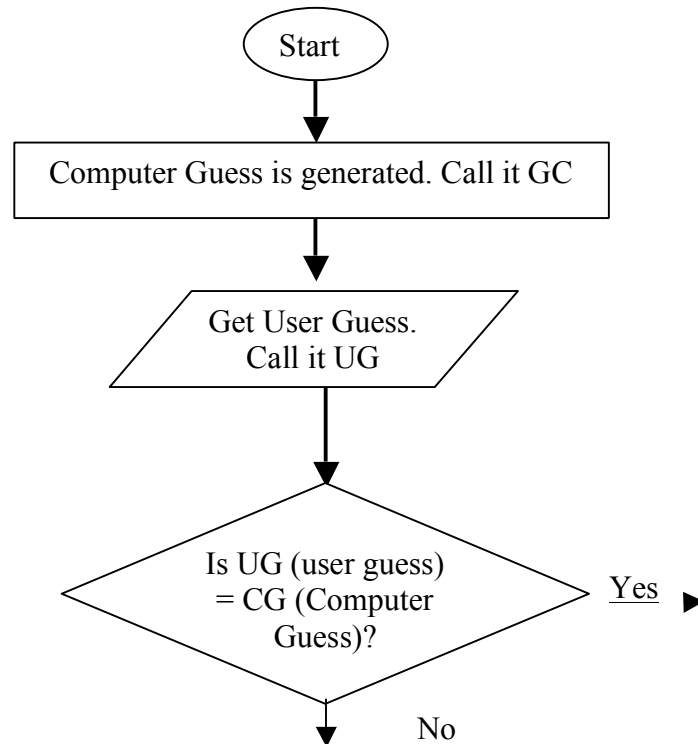 Start
Computer Guess is generated. Call it GC
Get User Guess.
Call it UG
Is UG (user guess)
= CG (Computer
Guess)?
Yes
No